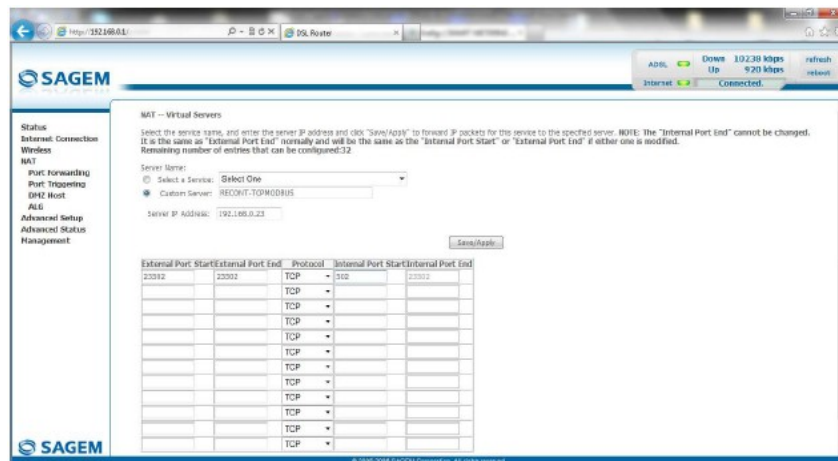 http://192.168.0.1/
DSL Router
SAGEM
ADSL
Down 10238 kbps
Up 920 kbps
refresh
reboot
Internet
Connected.
Status
Internet Connection
Wireless
NAT
Port Forwarding
Port Triggering
DMZ Host
ALG
Advanced Setup
Advanced Status
Management
NAT -- Virtual Servers
Select the service name, and enter the server IP address and click "Save/Apply" to forward IP packets for this service to the specified server. NOTE: The "Internal Port End" cannot be changed.
It is the same as "External Port End" normally and will be the same as the "Internal Port Start" or "External Port End" if either one is modified.
Remaining number of entries that can be configured:32
Server Name:
Select a Service: Select One
Custom Server: RECONT-TCPMODBUS
Server IP Address: 192.168.0.23
Save/Apply
External Port Start External Port End Protocol Internal Port Start Internal Port End
23502 23502 TCP 502 23502
TCP
TCP
TCP
TCP
TCP
TCP
TCP
TCP
TCP
TCP
TCP
SAGEM